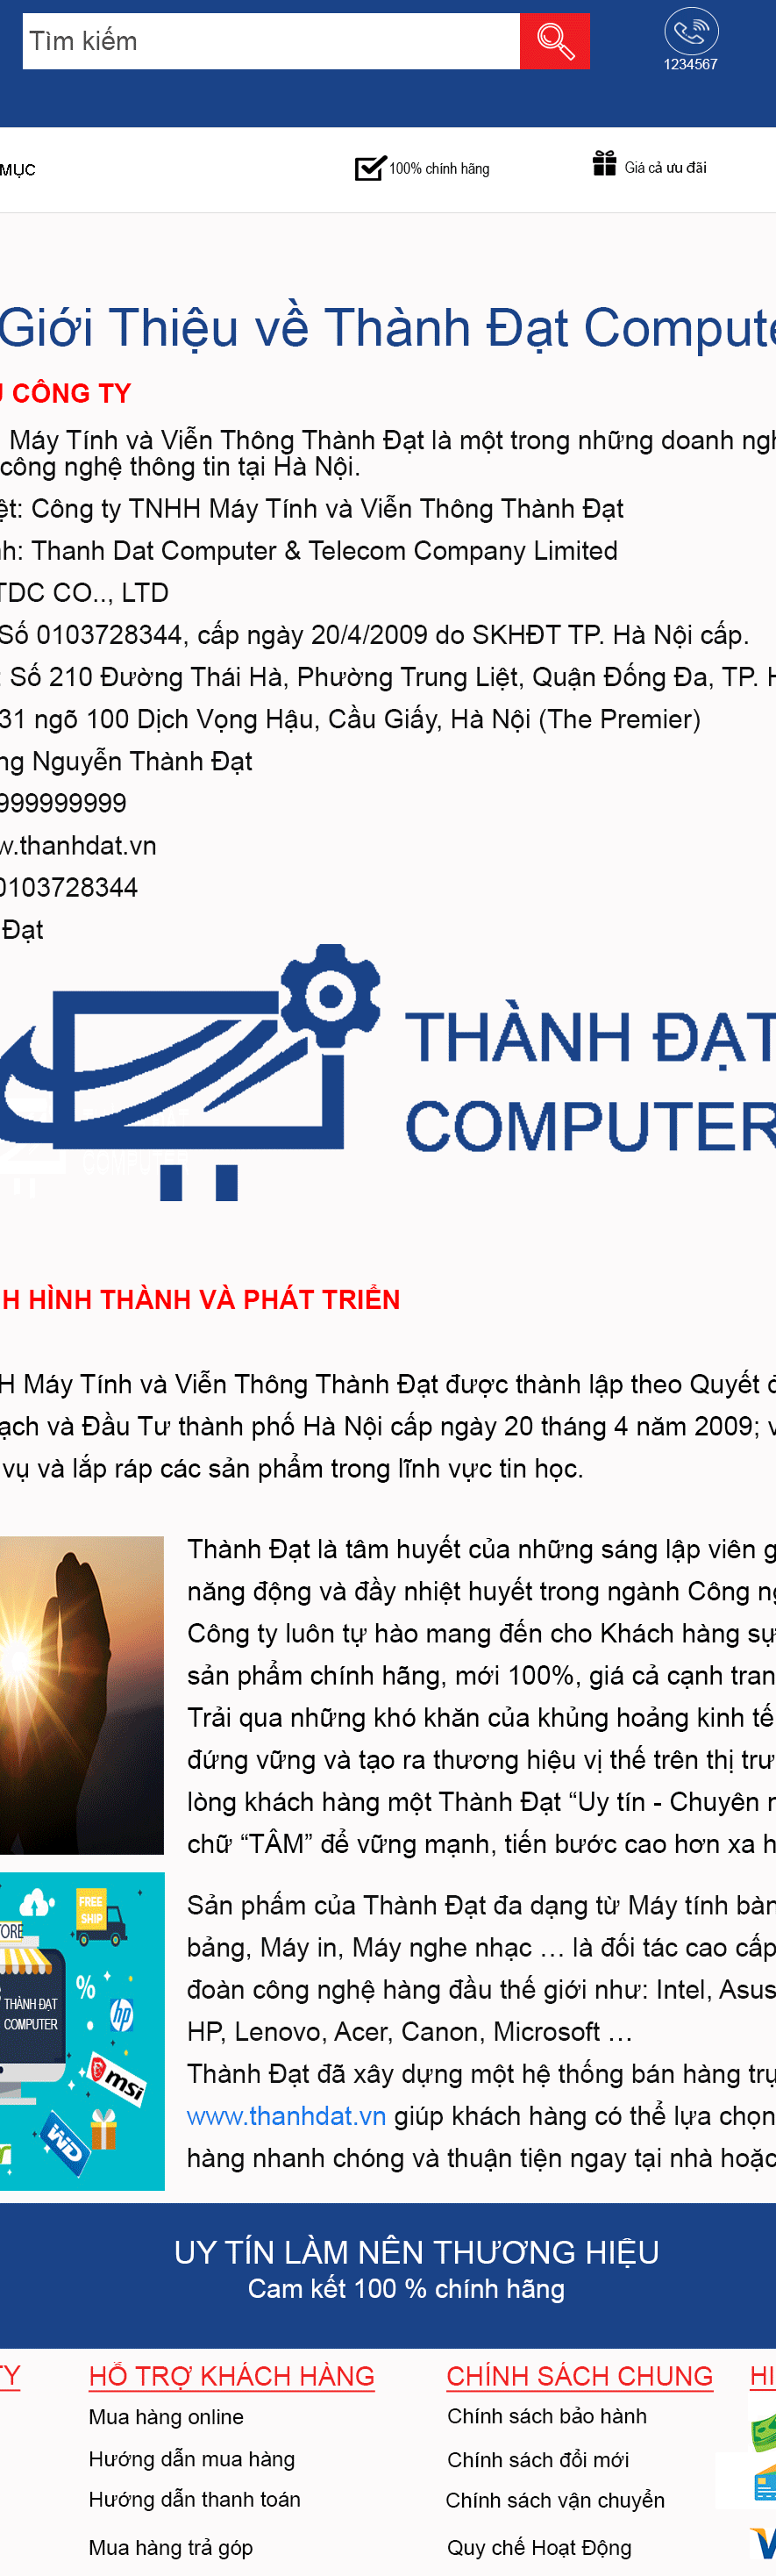 Tìm kiếm
1234567
MỤC
100% chính hãng
Giá cả ưu đãi
Giới Thiệu về Thành Đạt Compute
U CÔNG TY
Máy Tính và Viễn Thông Thành Đạt là một trong những doanh ngh
công nghệ thông tin tại Hà Nội.
ệt: Công ty TNHH Máy Tính và Viễn Thông Thành Đạt
nh: Thanh Dat Computer & Telecom Company Limited
TDC CO.., LTD
Số 0103728344, cấp ngày 20/4/2009 do SKHĐT TP. Hà Nội cấp.
: Số 210 Đường Thái Hà, Phường Trung Liệt, Quận Đống Đa, TP. H
31 ngõ 100 Dịch Vọng Hậu, Cầu Giấy, Hà Nội (The Premier)
ng Nguyễn Thành Đạt
999999999
w.thanhdat.vn
0103728344
Đạt
THÀNH ĐẠT
COMPUTER
COMPUTER
H HÌNH THÀNH VÀ PHÁT TRIỂN
H Máy Tính và Viễn Thông Thành Đạt được thành lập theo Quyết đ
ạch và Đầu Tư thành phố Hà Nội cấp ngày 20 tháng 4 năm 2009; v
vụ và lắp ráp các sản phẩm trong lĩnh vực tin học.
Thành Đạt là tâm huyết của những sáng lập viên g
năng động và đầy nhiệt huyết trong ngành Công ng
Công ty luôn tự hào mang đến cho Khách hàng sự
sản phẩm chính hãng, mới 100%, giá cả cạnh tran
Trải qua những khó khăn của khủng hoảng kinh tế
đứng vững và tạo ra thương hiệu vị thế trên thị trư
lòng khách hàng một Thành Đạt “Uy tín - Chuyên n
chữ “TÂM” để vững mạnh, tiến bước cao hơn xa h
FREE
SHIP
TORE
%
THÀNH ĐẠT
COMPUTER
hp
msi
WD
Sản phẩm của Thành Đạt đa dạng từ Máy tính bàn
bảng, Máy in, Máy nghe nhạc … là đối tác cao cấp
đoàn công nghệ hàng đầu thế giới như: Intel, Asus
HP, Lenovo, Acer, Canon, Microsoft …
Thành Đạt đã xây dựng một hệ thống bán hàng trự
www.thanhdat.vn giúp khách hàng có thể lựa chọn
hàng nhanh chóng và thuận tiện ngay tại nhà hoặc
UY TÍN LÀM NÊN THƯƠNG HIỆU
Cam kết 100 % chính hãng
TY
HỖ TRỢ KHÁCH HÀNG
Mua hàng online
Hướng dẫn mua hàng
Hướng dẫn thanh toán
Mua hàng trả góp
CHÍNH SÁCH CHUNG
Chính sách bảo hành
Chính sách đổi mới
Chính sách vận chuyển
Quy chế Hoạt Động
HI
V